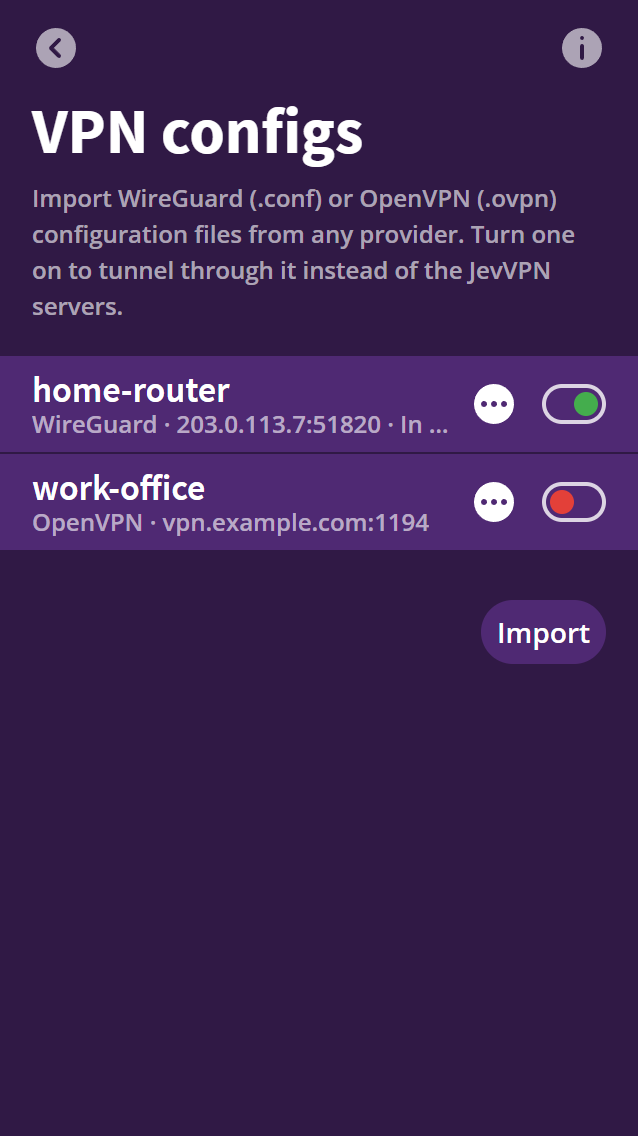 VPN configs
Import WireGuard (.conf) or OpenVPN (.ovpn)
configuration files from any provider. Turn one
on to tunnel through it instead of the JevVPN
servers.
home-router
WireGuard · 203.0.113.7:51820 · In ...
work-office
OpenVPN · vpn.example.com:1194
Import